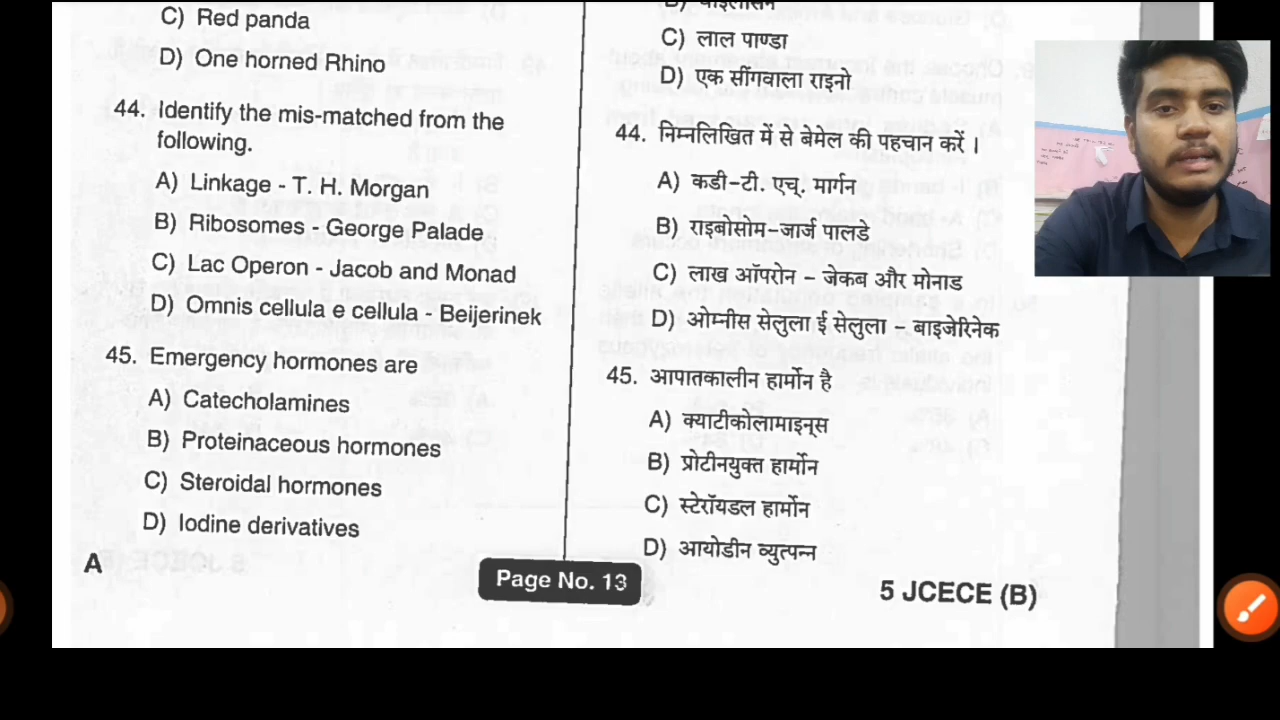 C) Red panda
D) One horned Rhino
44. Identify the mis-matched from the
following.
A) Linkage - T. H. Morgan
B) Ribosomes - George Palade
C) Lac Operon - Jacob and Monad
D) Omnis cellula e cellula - Beijerinek
45. Emergency hormones are
A) Catecholamines
B) Proteinaceous hormones
C) Steroidal hormones
D) Iodine derivatives
A
C) लाल पाण्डा
D) एक सींगवाला राइनो
44. निम्नलिखित में से बेमेल की पहचान करें ।
A) कडी-टी. एच्. मार्गन
B) राइबोसोम-जार्ज पालडे
C) लाख ऑपरोन - जेकब और मोनाड
D) ओम्नीस सेलुला ई सेलुला - बाइजेरिनेक
45. आपातकालीन हार्मोन है
A) क्याटीकोलामाइन्स
B) प्रोटीनयुक्त हार्मोन
C) स्टेरॉयडल हार्मोन
D) आयोडीन व्युत्पन्न
Page No. 13
5 JCECE (B)